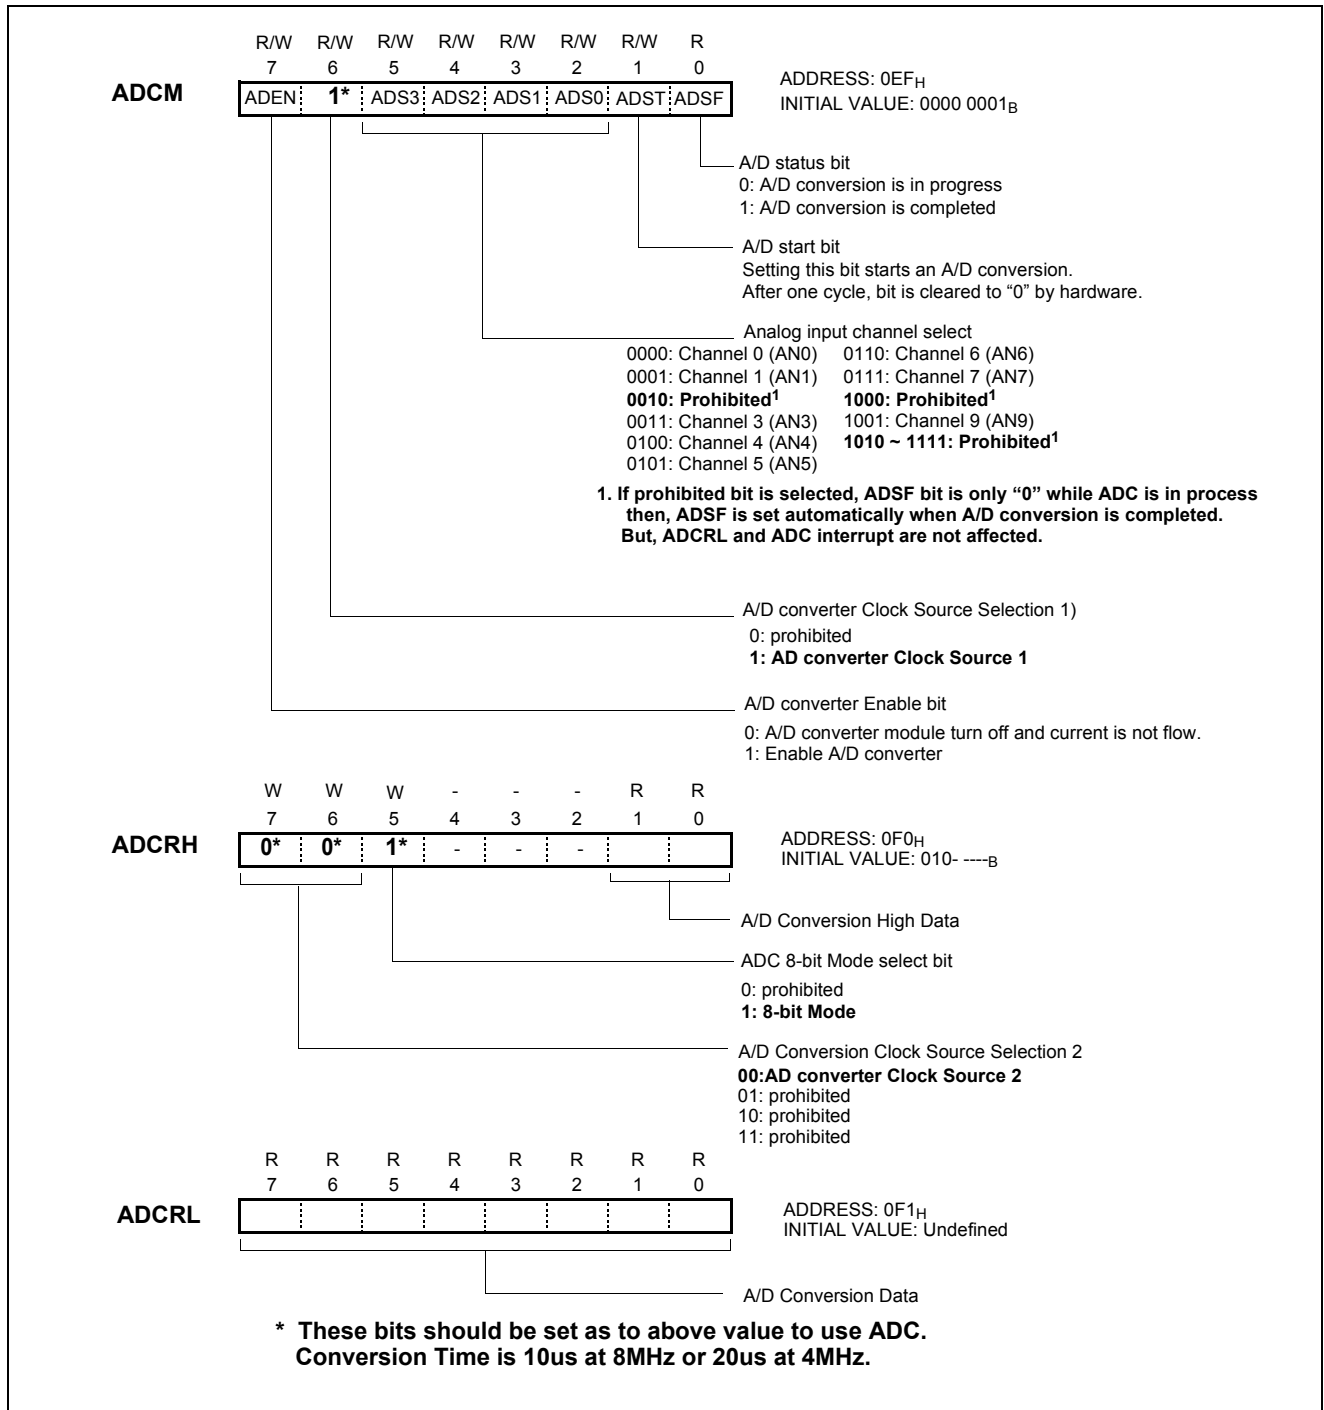 R/W R/W R/W R/W R/W R/W R/W R
7 6 5 4 3 2 1 0
ADCM
ADEN 1* ADS3 ADS2 ADS1 ADS0 ADST ADSF
ADDRESS: 0EFH
INITIAL VALUE: 0000 0001B
A/D status bit
0: A/D conversion is in progress
1: A/D conversion is completed
A/D start bit
Setting this bit starts an A/D conversion.
After one cycle, bit is cleared to “0” by hardware.
Analog input channel select
0000: Channel 0 (AN0) 0110: Channel 6 (AN6)
0001: Channel 1 (AN1) 0111: Channel 7 (AN7)
0010: Prohibited1 1000: Prohibited1
0011: Channel 3 (AN3) 1001: Channel 9 (AN9)
0100: Channel 4 (AN4) 1010 ~ 1111: Prohibited1
0101: Channel 5 (AN5)
1. If prohibited bit is selected, ADSF bit is only “0” while ADC is in process
then, ADSF is set automatically when A/D conversion is completed.
But, ADCRL and ADC interrupt are not affected.
A/D converter Clock Source Selection 1)
0: prohibited
1: AD converter Clock Source 1
A/D converter Enable bit
0: A/D converter module turn off and current is not flow.
1: Enable A/D converter
W W W - - - R R
7 6 5 4 3 2 1 0
ADCRH
0* 0* 1* - - -
ADDRESS: 0F0H
INITIAL VALUE: 010- ----B
A/D Conversion High Data
ADC 8-bit Mode select bit
0: prohibited
1: 8-bit Mode
A/D Conversion Clock Source Selection 2
00:AD converter Clock Source 2
01: prohibited
10: prohibited
11: prohibited
R R R R R R R R
7 6 5 4 3 2 1 0
ADCRL
ADDRESS: 0F1H
INITIAL VALUE: Undefined
A/D Conversion Data
* These bits should be set as to above value to use ADC.
Conversion Time is 10us at 8MHz or 20us at 4MHz.